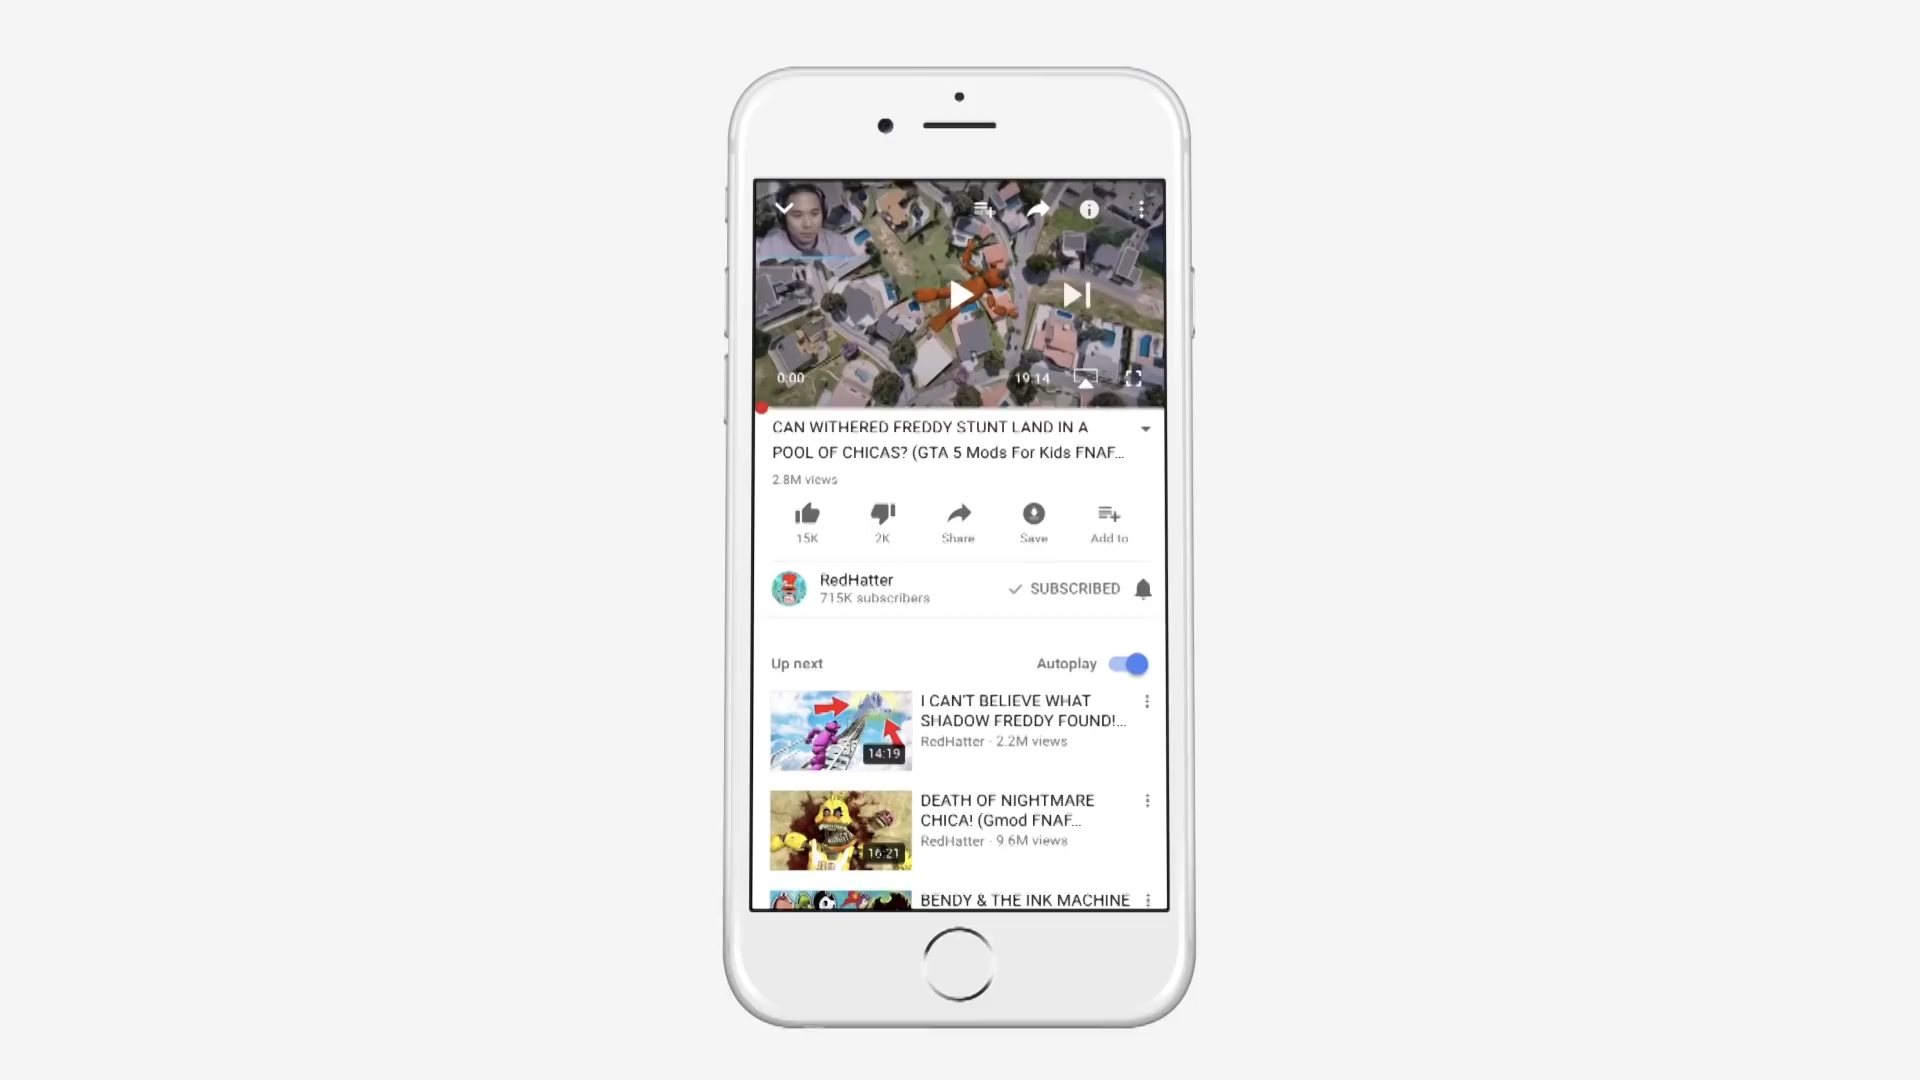 0:00
19:14
CAN WITHERED FREDDY STUNT LAND IN A
POOL OF CHICAS? (GTA 5 Mods For Kids FNAF...
2.8M views
15K
2K
Share
Save
Add to
RedHatter
715K subscribers
SUBSCRIBED
Up next
Autoplay
I CAN'T BELIEVE WHAT
SHADOW FREDDY FOUND!...
RedHatter · 2.2M views
14:19
DEATH OF NIGHTMARE
CHICA! (Gmod FNAF...
RedHatter · 9.6M views
16:21
BENDY & THE INK MACHINE